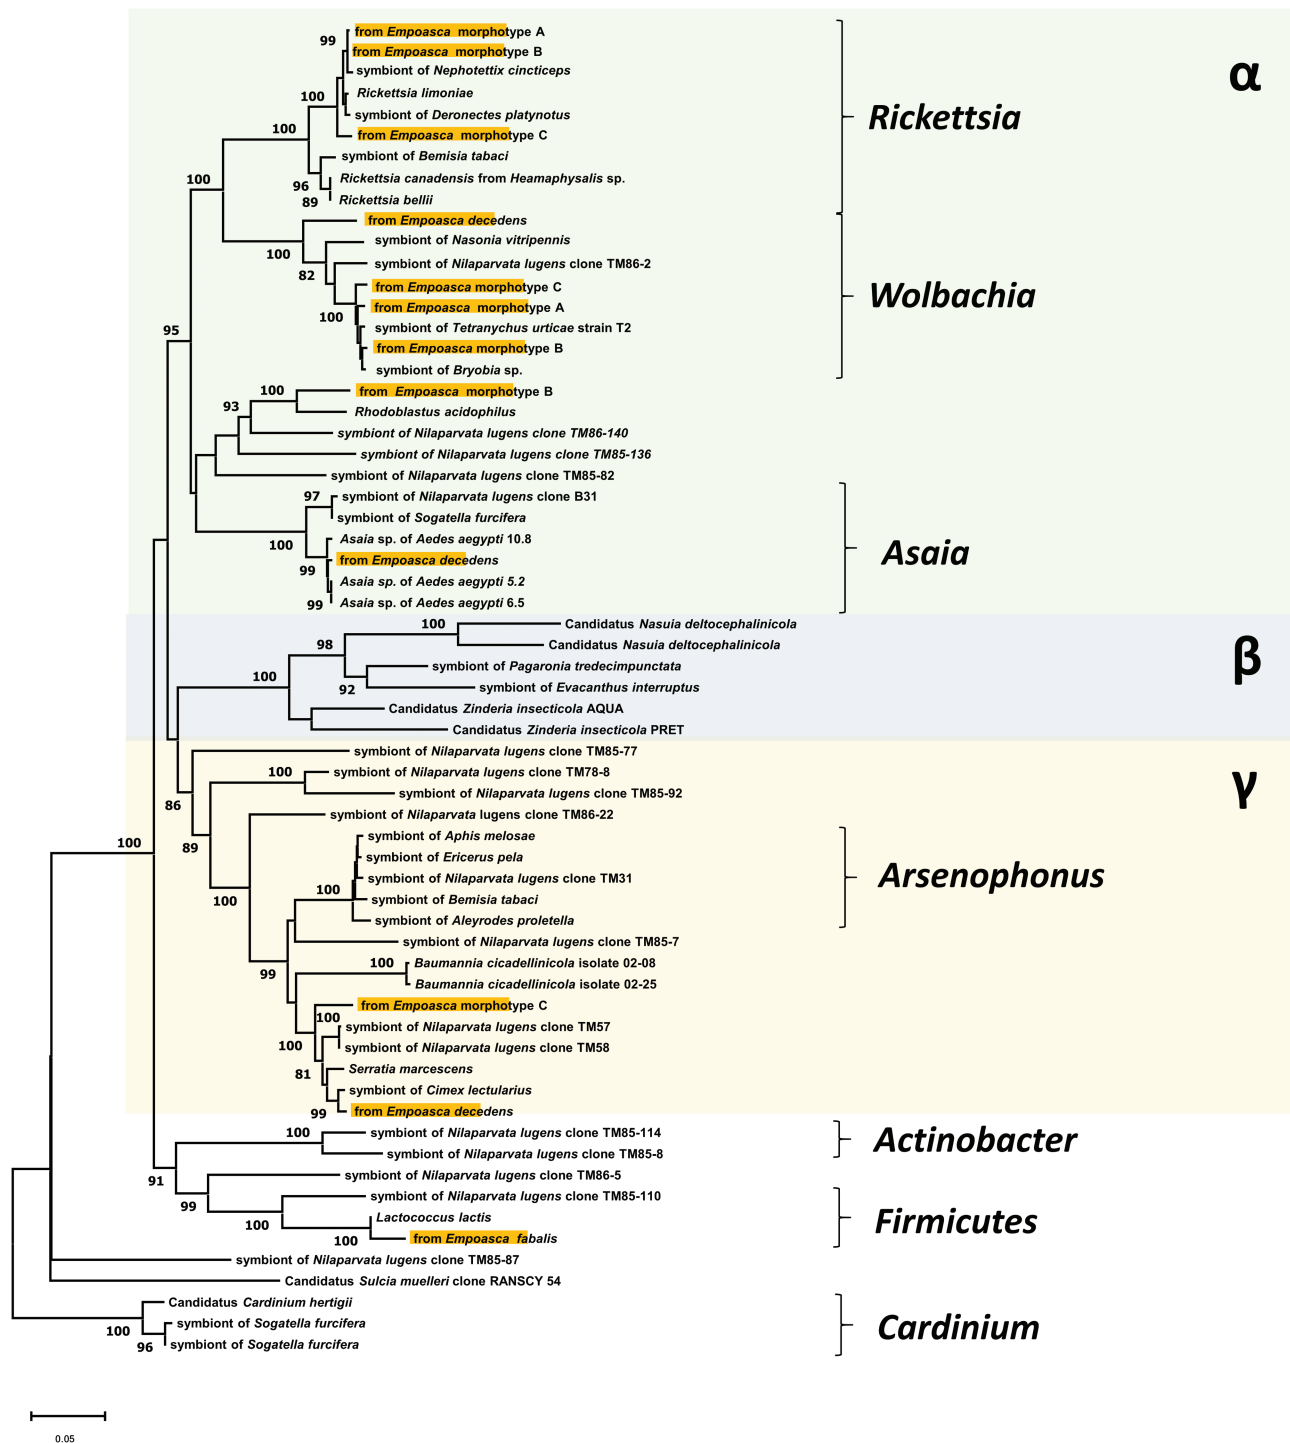 from Empoasca morphotype A
99
α
from Empoasca morphotype B
symbiont of Nephotettix cincticeps
Rickettsia limoniae
100
symbiont of Deronectes platynotus
Rickettsia
100
from Empoasca morphotype C
symbiont of Bemisia tabaci
Rickettsia canadensis from Heamaphysalis sp.
100
96
Rickettsia bellii
89
from Empoasca decedens
symbiont of Nasonia vitripennis
100
symbiont of Nilaparvata lugens clone TM86-2
82
from Empoasca morphotype C
Wolbachia
from Empoasca morphotype A
100
symbiont of Tetranychus urticae strain T2
95
from Empoasca morphotype B
symbiont of Bryobia sp.
100
from Empoasca morphotype B
93
Rhodoblastus acidophilus
symbiont of Nilaparvata lugens clone TM86-140
symbiont of Nilaparvata lugens clone TM85-136
symbiont of Nilaparvata lugens clone TM85-82
97
symbiont of Nilaparvata lugens clone B31
symbiont of Sogatella furcifera
Asaia sp. of Aedes aegypti 10.8
100
Asaia
from Empoasca decedens
99
Asaia sp. of Aedes aegypti 5.2
Asaia sp. of Aedes aegypti 6.5
99
100
Candidatus Nasuia deltocephalinicola
98
Candidatus Nasuia deltocephalinicola
β
symbiont of Pagaronia tredecimpunctata
100
symbiont of Evacanthus interruptus
92
Candidatus Zinderia insecticola AQUA
Candidatus Zinderia insecticola PRET
symbiont of Nilaparvata lugens clone TM85-77
100
symbiont of Nilaparvata lugens clone TM78-8
γ
symbiont of Nilaparvata lugens clone TM85-92
86
symbiont of Nilaparvata lugens clone TM86-22
symbiont of Aphis melosae
100
89
symbiont of Ericerus pela
symbiont of Nilaparvata lugens clone TM31
Arsenophonus
100
symbiont of Bemisia tabaci
100
symbiont of Aleyrodes proletella
symbiont of Nilaparvata lugens clone TM85-7
100
Baumannia cicadellinicola isolate 02-08
99
Baumannia cicadellinicola isolate 02-25
from Empoasca morphotype C
100
symbiont of Nilaparvata lugens clone TM57
100
symbiont of Nilaparvata lugens clone TM58
Serratia marcescens
81
symbiont of Cimex lectularius
from Empoasca decedens
99
100
symbiont of Nilaparvata lugens clone TM85-114
Actinobacter
symbiont of Nilaparvata lugens clone TM85-8
91
symbiont of Nilaparvata lugens clone TM86-5
symbiont of Nilaparvata lugens clone TM85-110
99
Lactococcus lactis
Firmicutes
100
from Empoasca fabalis
100
symbiont of Nilaparvata lugens clone TM85-87
Candidatus Sulcia muelleri clone RANSCY 54
Candidatus Cardinium hertigii
symbiont of Sogatella furcifera
100
Cardinium
symbiont of Sogatella furcifera
96
0.05